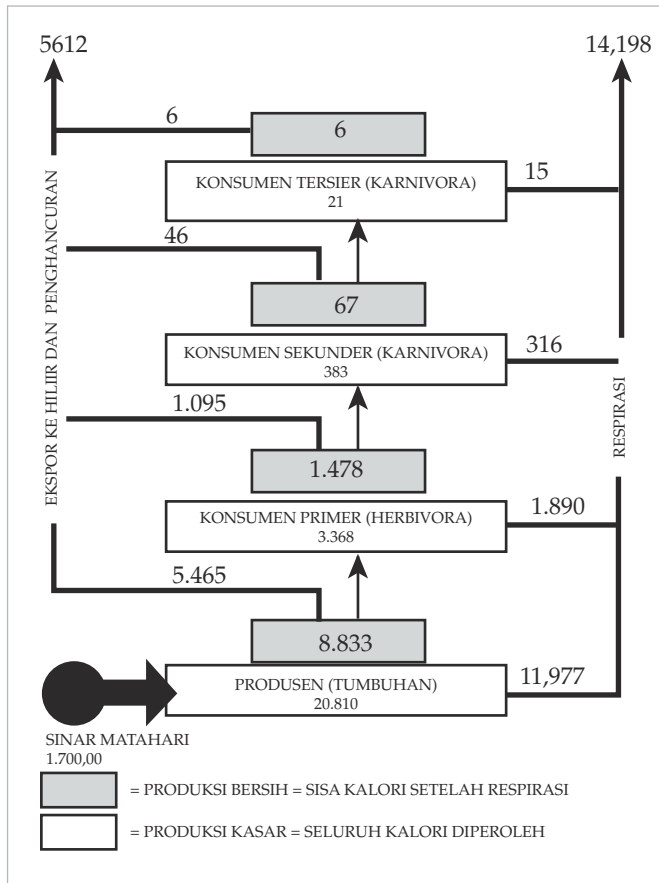 5612
14,198
6
6
KONSUMEN TERSIER (KARNIVORA)
21
15
46
67
KONSUMEN SEKUNDER (KARNIVORA)
383
316
1.095
1.478
KONSUMEN PRIMER (HERBIVORA)
3.368
1.890
5.465
8.833
PRODUSEN (TUMBUHAN)
20.810
11,977
EKSPOR KE HILIIR DAN PENGHANCURAN
RESPIRASI
SINAR MATAHARI
1.700,00
= PRODUKSI BERSIH = SISA KALORI SETELAH RESPIRASI
= PRODUKSI KASAR = SELURUH KALORI DIPEROLEH